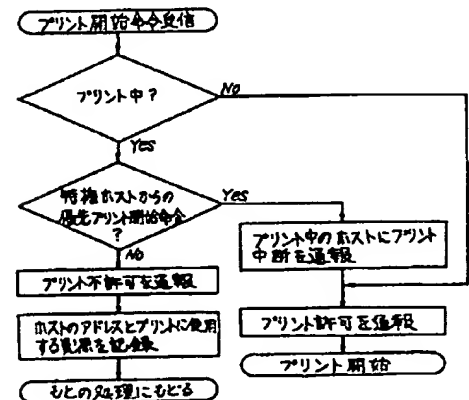 プリント開始命令受信
プリント中?
No
YES
特権ホストからの
優先プリント開始命令
?
Yes
No
プリント中のホストにプリント
中断を通報
プリント不許可を通報
ホストのアドレスとプリントに使用
する資源を記録
プリント許可を通報
プリント開始
もとの処理にもどる